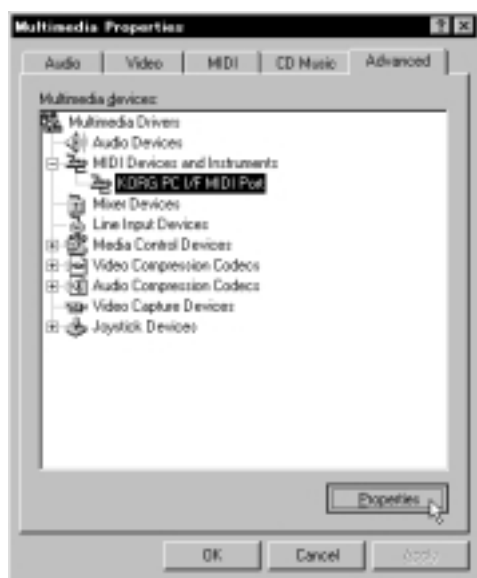 Multimedia Properties
Audio Video MIDI CD Music Advanced
Multimedia devices:
Multimedia Drivers
Audio Devices
MIDI Devices and Instruments
KORG PC I/F MIDI Port
Mixer Devices
Line Input Devices
Media Control Devices
Video Compression Codecs
Audio Compression Codecs
Video Capture Devices
Joystick Devices
Properties
OK Cancel Apply